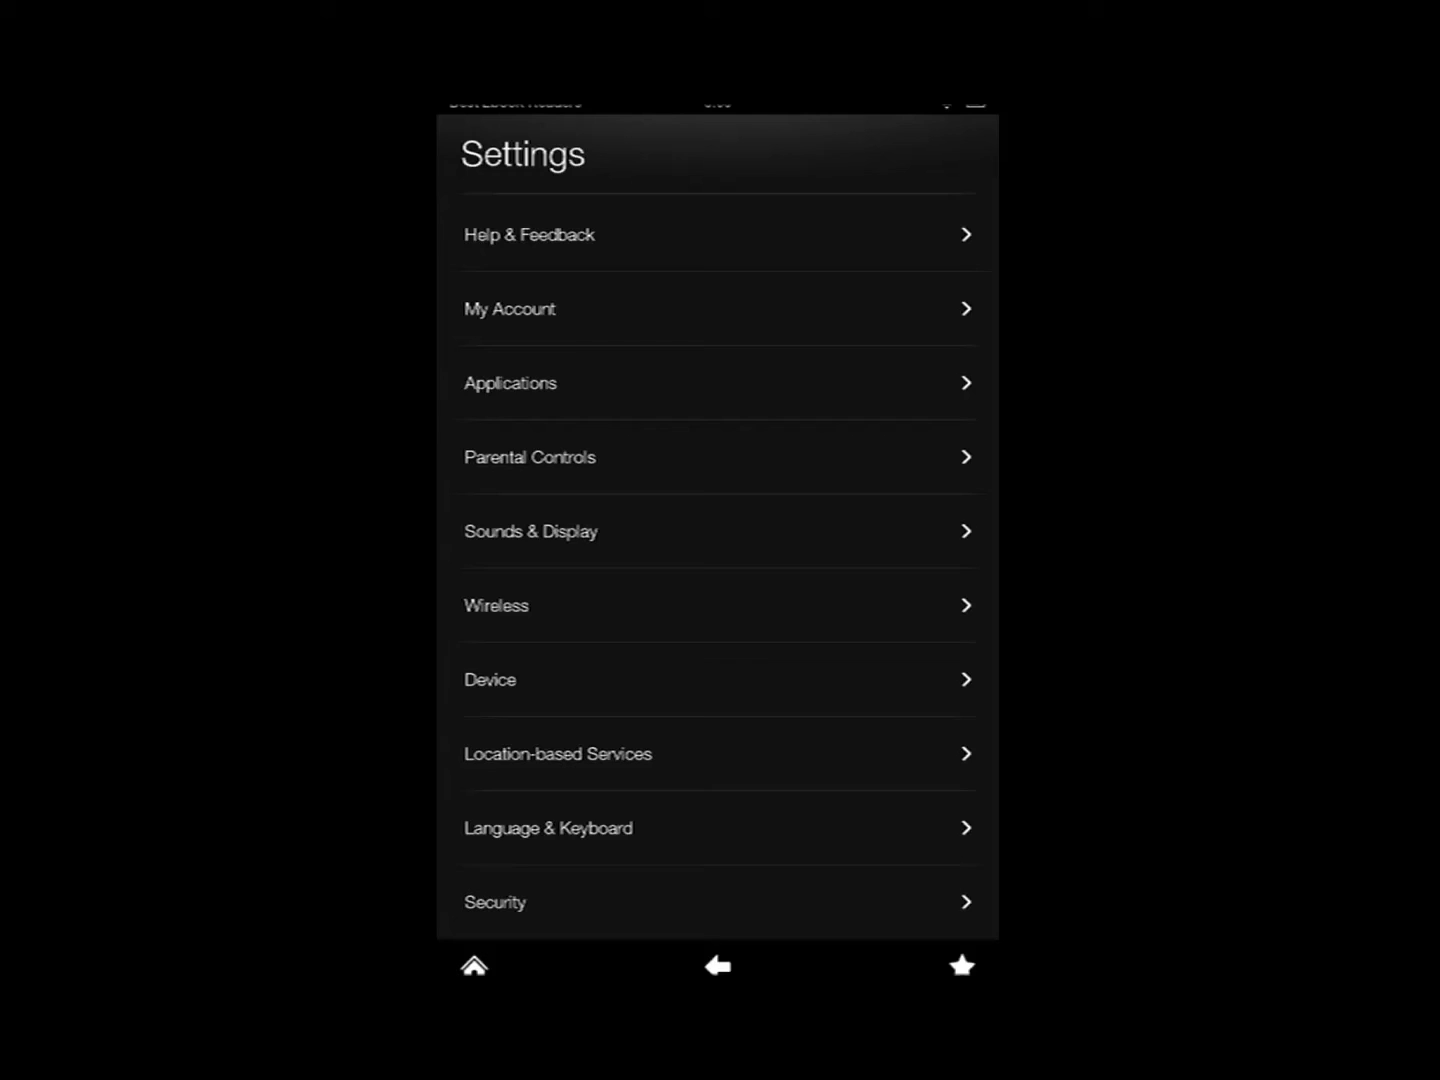 Settings
Help & Feedback
My Account
Applications
Parental Controls
Sounds & Display
Wireless
Device
Location-based Services
Language & Keyboard
Security